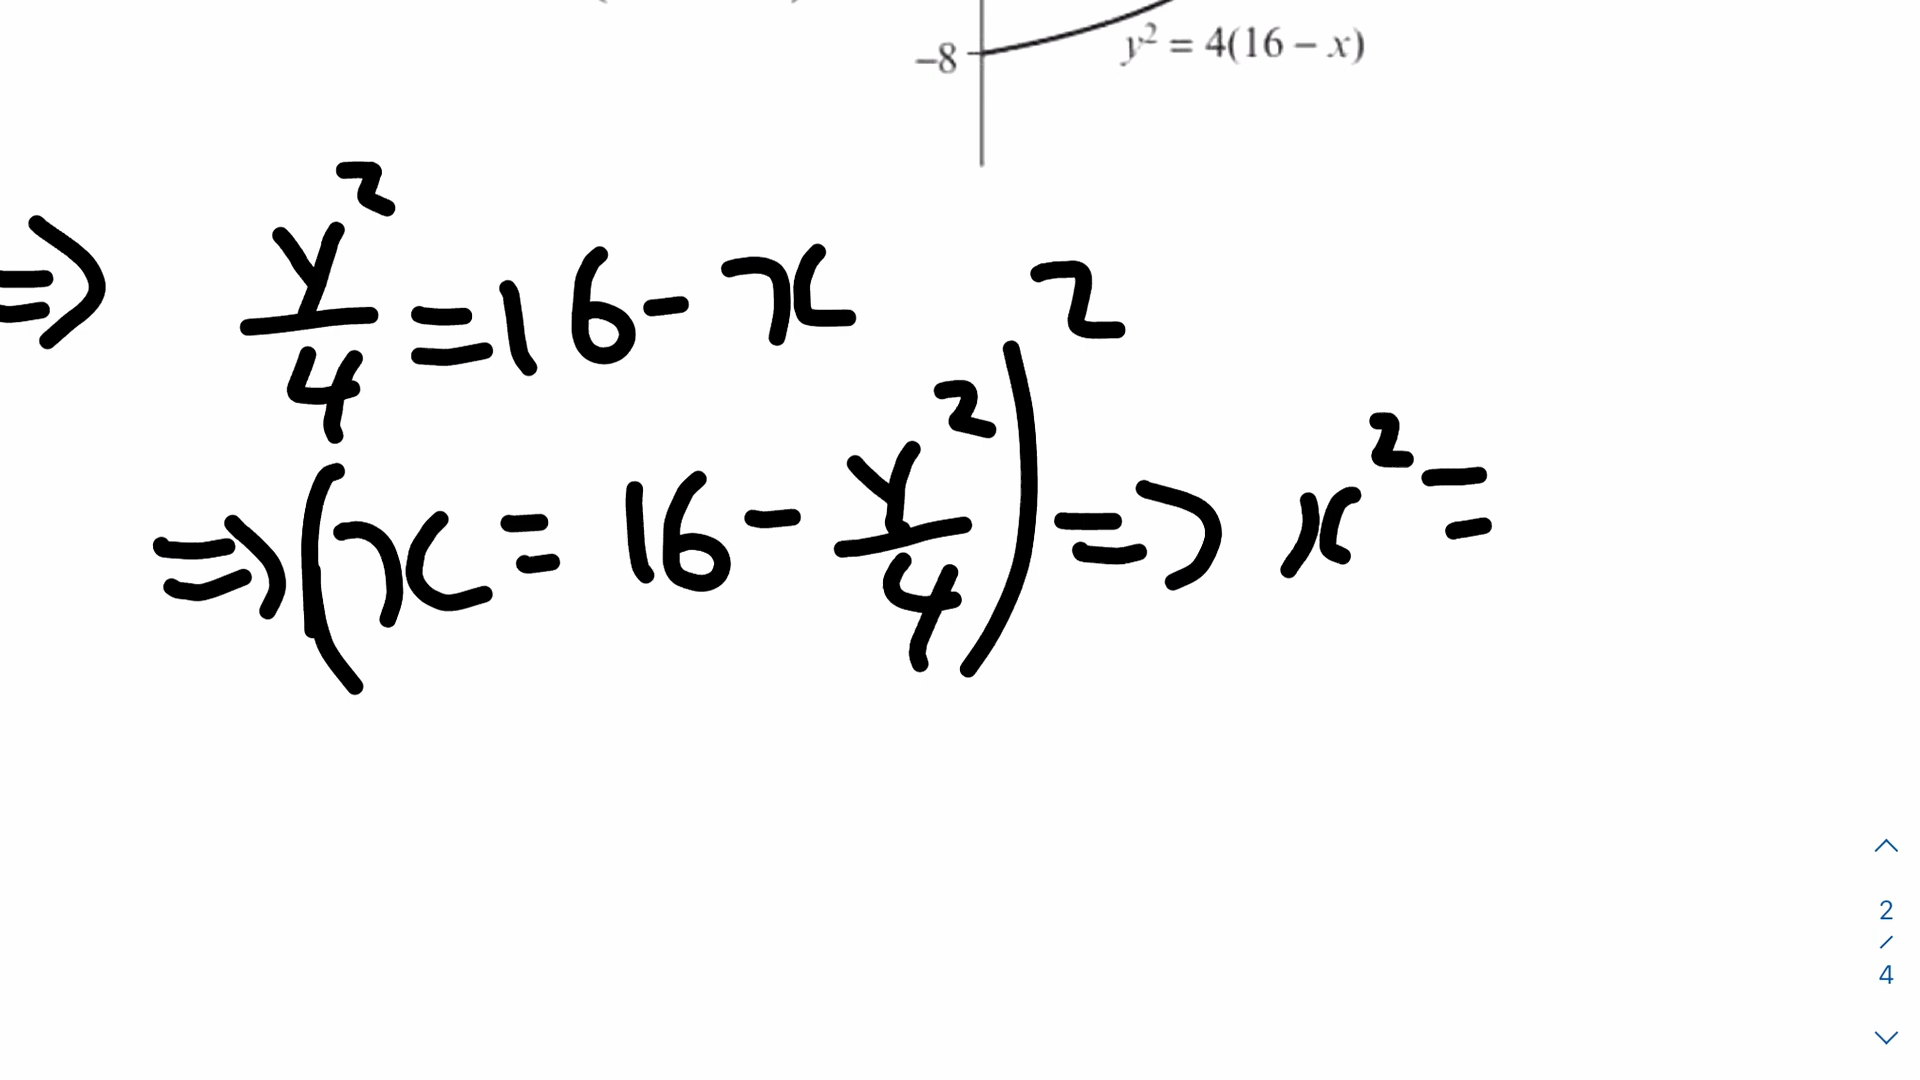 -8
y² = 4(16 − x)
⇒ y²/4 = 16 - x
⇒ (x = 16 - y²/4)² ⇒ x² =
2
/
4